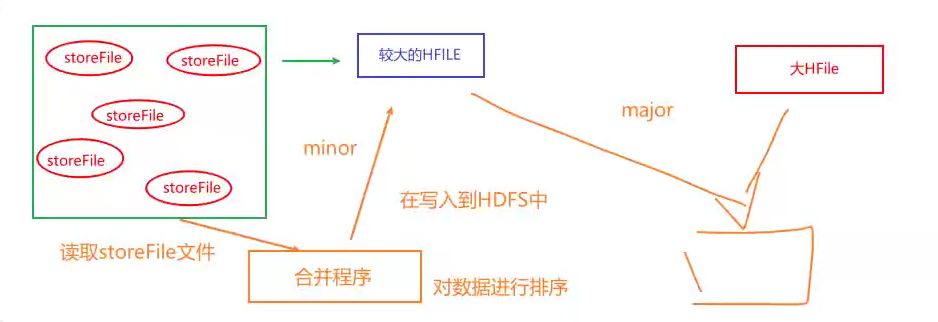 storeFile
storeFile
storeFile
storeFile
storeFile
较大的HFILE
大HFile
minor
major
在写入到HDFS中
读取storeFile文件
合并程序
对数据进行排序